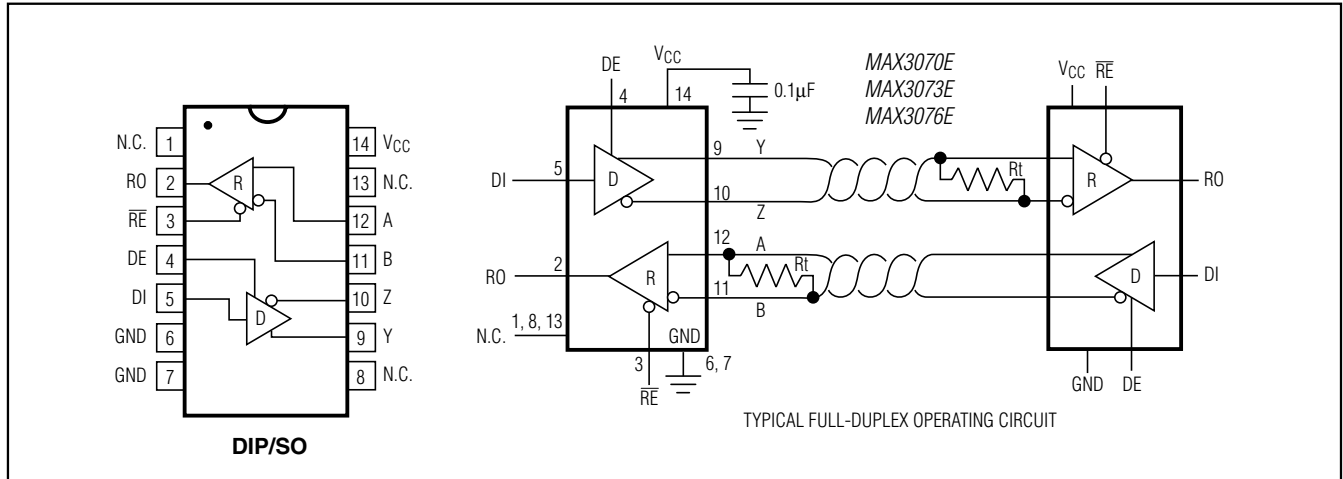 N.C. 1
RO 2
RE 3
DE 4
DI 5
GND 6
GND 7
14 VCC
13 N.C.
12 A
11 B
10 Z
9 Y
8 N.C.
R
D
DIP/SO
DE
4
VCC
14
0.1µF
MAX3070E
MAX3073E
MAX3076E
VCC RE
DI 5
D
9 Y
10
Z
Rt
R
RO
RO 2
R
12 A
Rt
11
B
D
DI
N.C. 1, 8, 13
GND
3
6, 7
RE
GND DE
TYPICAL FULL-DUPLEX OPERATING CIRCUIT